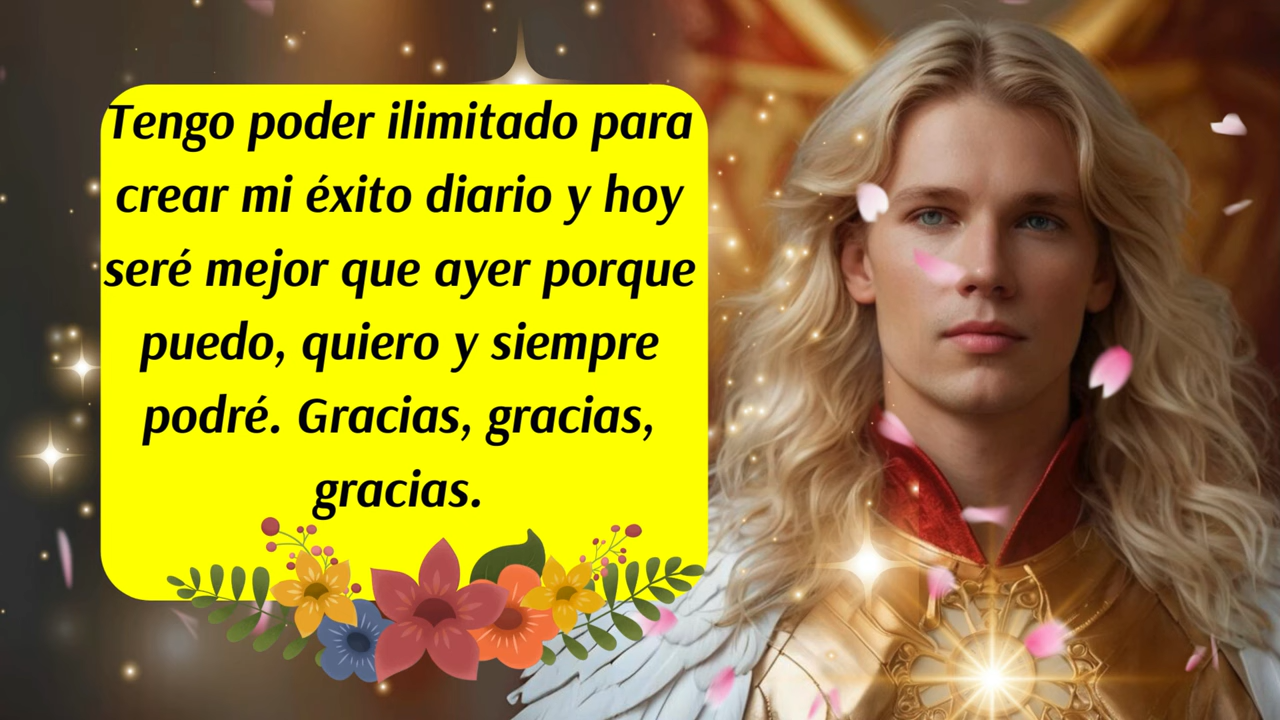 Tengo poder ilimitado para
crear mi éxito diario y hoy
seré mejor que ayer porque
puedo, quiero y siempre
podré. Gracias, gracias,
gracias.